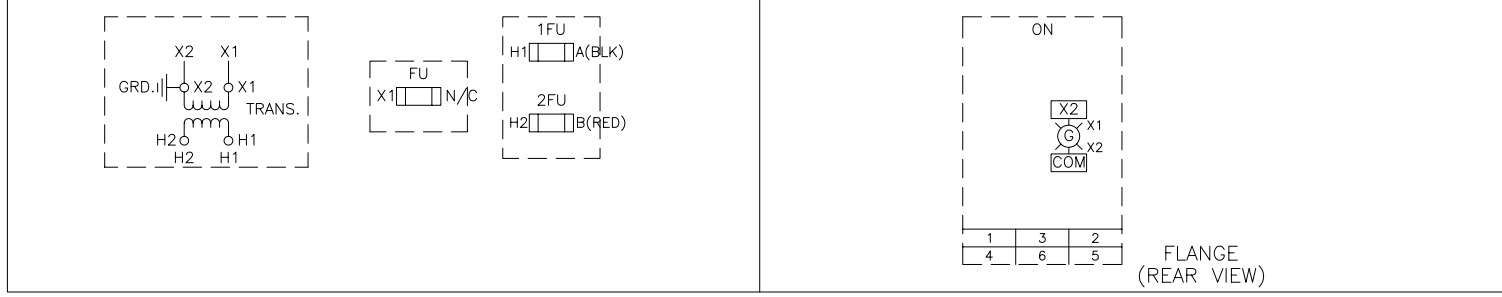 X2 X1
GRD. X2 X1
TRANS.
H2 H1
H2 H1
FU
X1 N/C
1FU
H1 A(BLK)
2FU
H2 B(RED)
ON
X2
X1
G
X2
COM
1 3 2
4 6 5
FLANGE
(REAR VIEW)